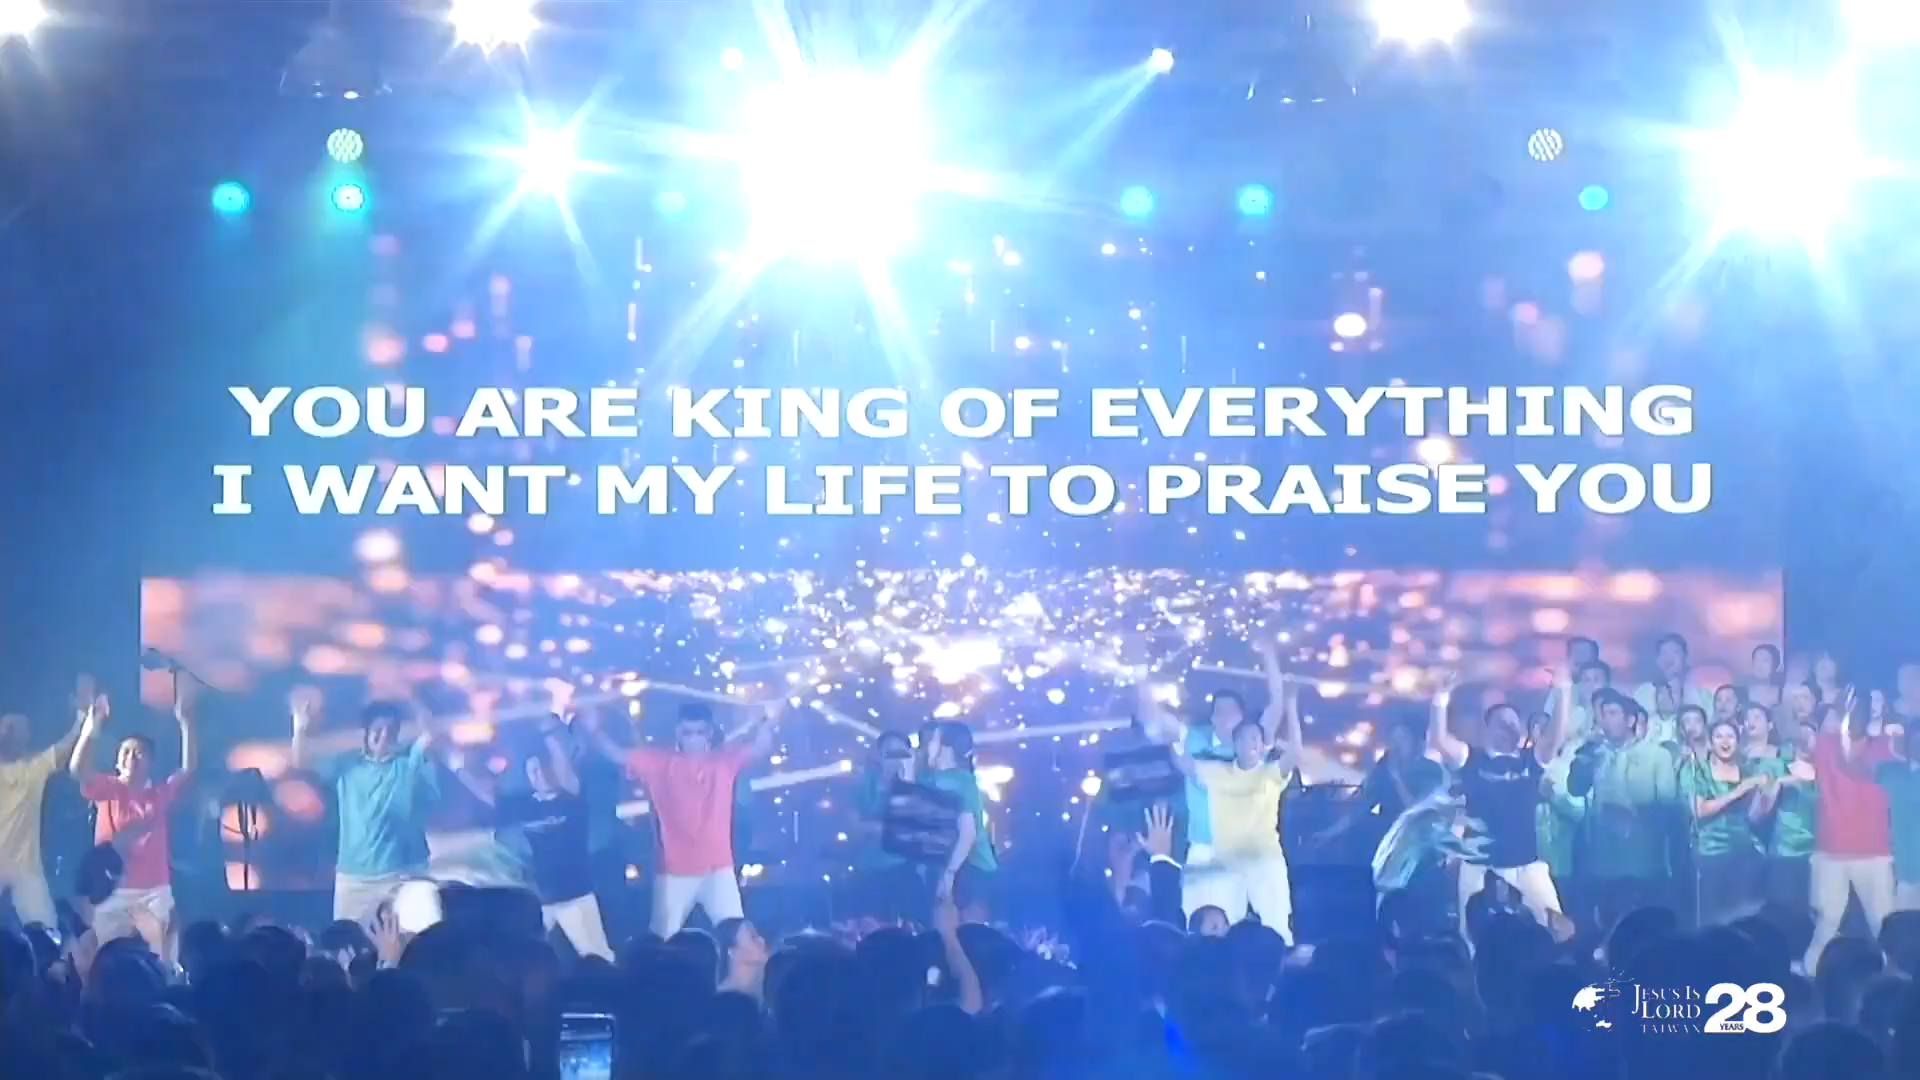 YOU ARE KING OF EVERYTHING
I WANT MY LIFE TO PRAISE YOU
JESUS IS
LORD
TAIWAN
28
YEARS